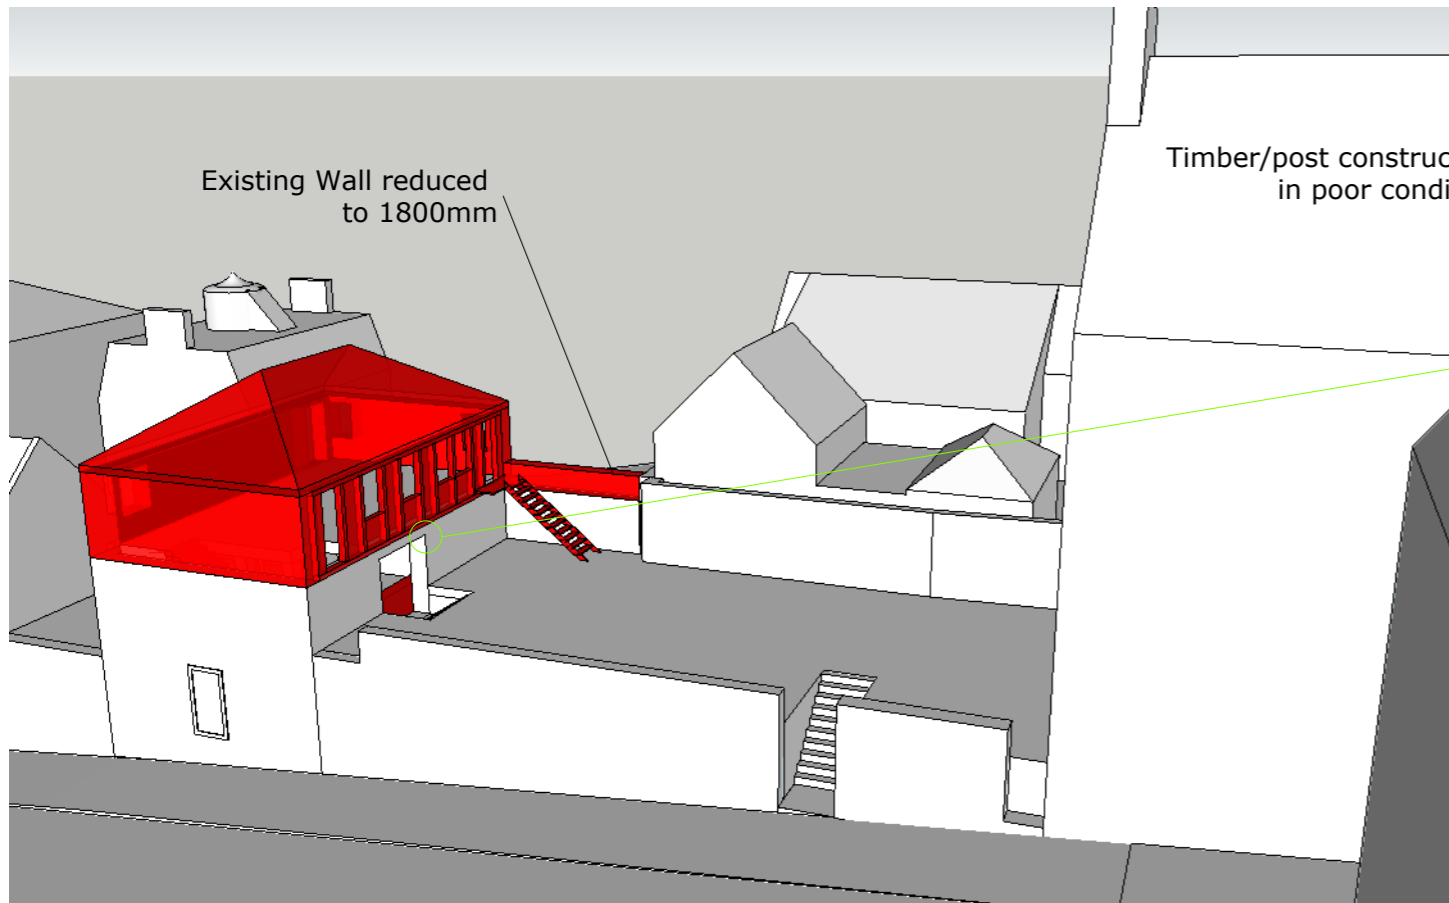 Existing Wall reduced
to 1800mm
Timber/post construc
in poor condi